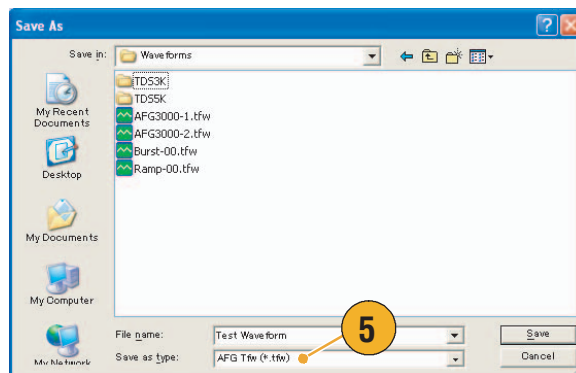 Save As
Save in: Waveforms
TDS3K
TDS5K
AFG3000-1.tfw
AFG3000-2.tfw
Burst-00.tfw
Ramp-00.tfw
My Recent
Documents
Desktop
My Documents
My Computer
My Network
File name: Test Waveform Save
Save as type: AFG Tfw (*.tfw) Cancel
5